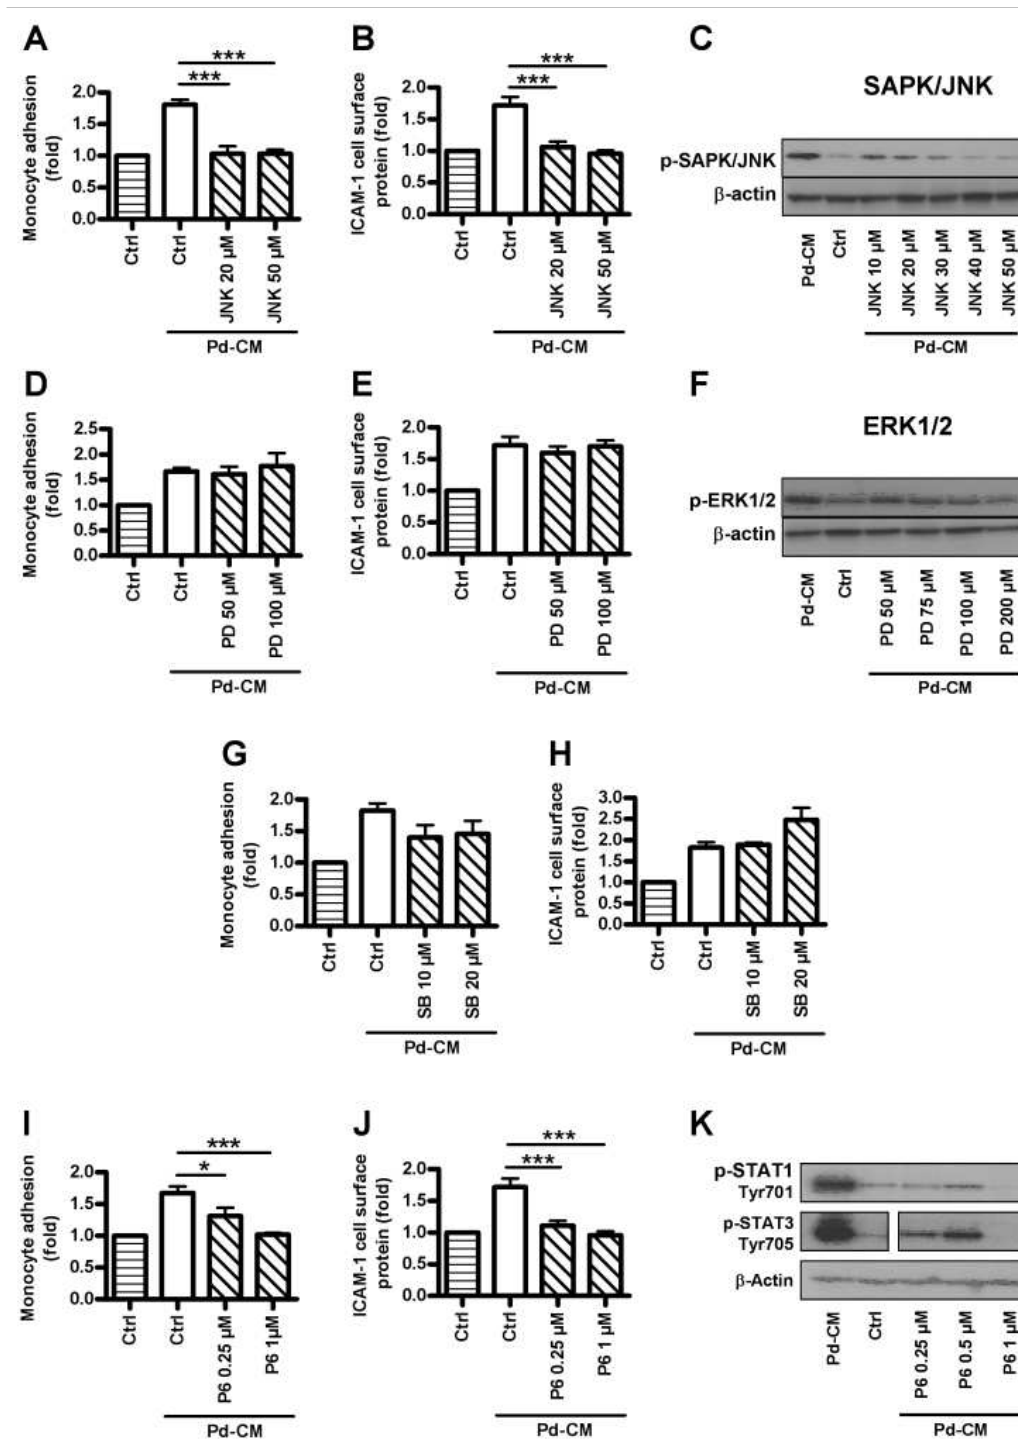 A
Monocyte adhesion
(fold)
2.0
1.5
1.0
0.5
0.0
***
***
Ctrl
Ctrl
JNK 20 µM
JNK 50 µM
Pd-CM
B
ICAM-1 cell surface
protein (fold)
2.0
1.5
1.0
0.5
0.0
***
***
Ctrl
Ctrl
JNK 20 µM
JNK 50 µM
Pd-CM
C
SAPK/JNK
p-SAPK/JNK
β-actin
Pd-CM
Ctrl
JNK 10 µM
JNK 20 µM
JNK 30 µM
JNK 40 µM
JNK 50 µM
Pd-CM
D
Monocyte adhesion
(fold)
2.5
2.0
1.5
1.0
0.5
0.0
Ctrl
Ctrl
PD 50 µM
PD 100 µM
Pd-CM
E
ICAM-1 cell surface
protein (fold)
2.0
1.5
1.0
0.5
0.0
Ctrl
Ctrl
PD 50 µM
PD 100 µM
Pd-CM
F
ERK1/2
p-ERK1/2
β-actin
Pd-CM
Ctrl
PD 50 µM
PD 75 µM
PD 100 µM
PD 200 µM
Pd-CM
G
Monocyte adhesion
(fold)
2.0
1.5
1.0
0.5
0.0
Ctrl
Ctrl
SB 10 µM
SB 20 µM
Pd-CM
H
ICAM-1 cell surface
protein (fold)
3.0
2.5
2.0
1.5
1.0
0.5
0.0
Ctrl
Ctrl
SB 10 µM
SB 20 µM
Pd-CM
I
Monocyte adhesion
(fold)
2.0
1.5
1.0
0.5
0.0
***
*
Ctrl
Ctrl
P6 0.25 µM
P6 1µM
Pd-CM
J
ICAM-1 cell surface
protein (fold)
2.0
1.5
1.0
0.5
0.0
***
***
Ctrl
Ctrl
P6 0.25 µM
P6 1 µM
Pd-CM
K
p-STAT1
Tyr701
p-STAT3
Tyr705
β-Actin
Pd-CM
Ctrl
P6 0.25 µM
P6 0.5 µM
P6 1 µM
Pd-CM